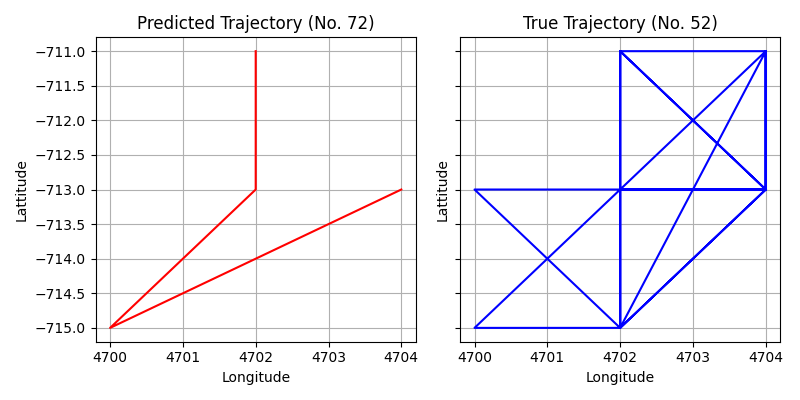 Predicted Trajectory (No. 72)
−711.0
−711.5
−712.0
−712.5
−713.0
−713.5
−714.0
−714.5
−715.0
Lattitude
4700 4701 4702 4703 4704
Longitude
True Trajectory (No. 52)
Lattitude
4700 4701 4702 4703 4704
Longitude